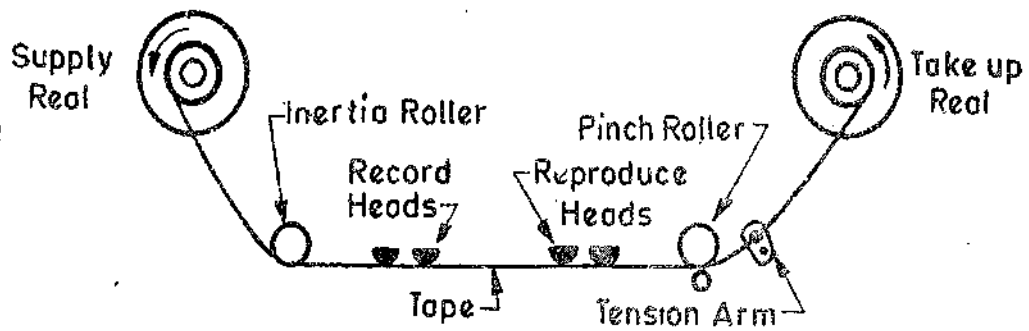 Supply
Real
Inertia Roller
Record
Heads
Reproduce
Heads
Pinch Roller
Take up
Real
Tape
Tension Arm